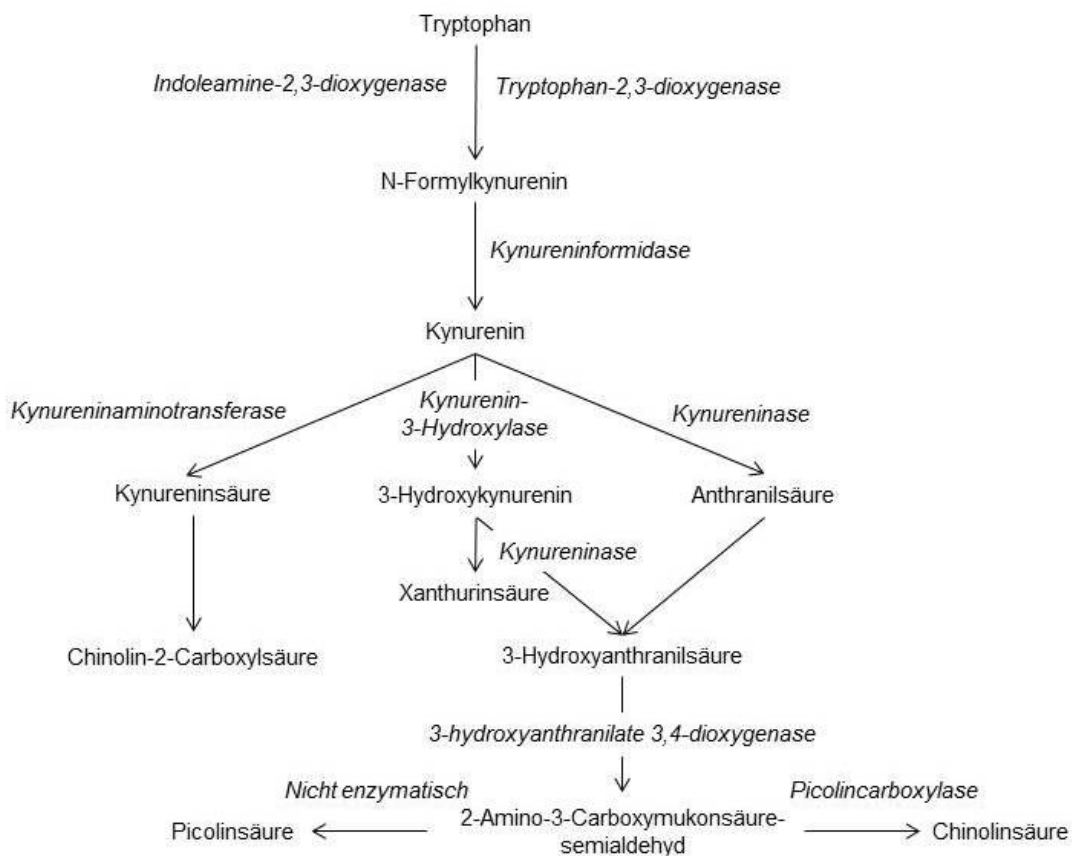 Tryptophan
Indoleamine-2,3-dioxygenase
Tryptophan-2,3-dioxygenase
N-Formylkynurenin
Kynureninformidase
Kynurenin
Kynureninaminotransferase
Kynurenin-
3-Hydroxylase
Kynureninase
Kynureninsäure
3-Hydroxykynurenin
Anthranilsäure
Kynureninase
Xanthurinsäure
Chinolin-2-Carboxylsäure
3-Hydroxyanthranilsäure
3-hydroxyanthranilate 3,4-dioxygenase
Nicht enzymatisch
Picolincarboxylase
Picolinsäure
2-Amino-3-Carboxymukonsäure-
semialdehyd
Chinolinsäure